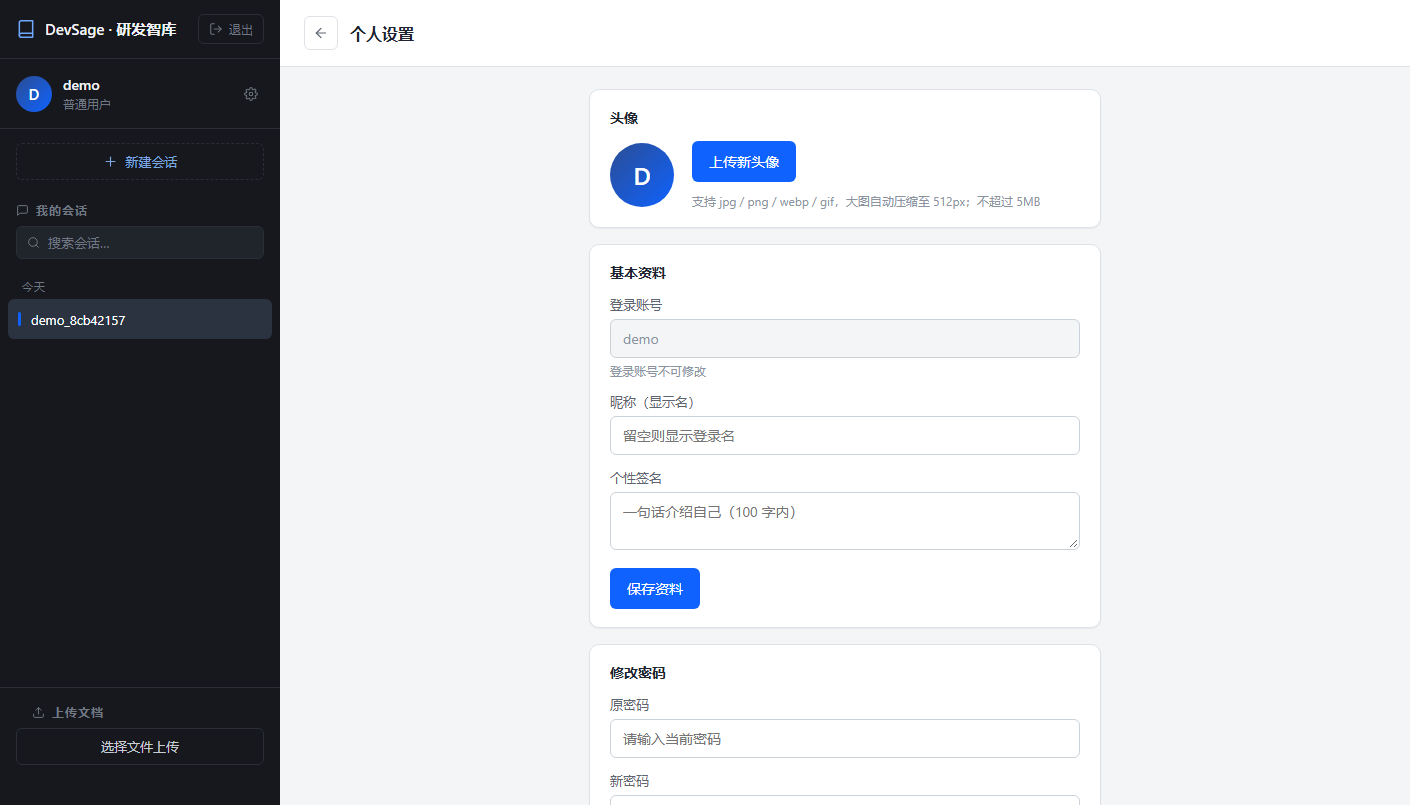 DevSage · 研发智库
退出
D
demo
普通用户
新建会话
我的会话
搜索会话...
今天
demo_8cb42157
上传文档
选择文件上传
个人设置
头像
D
上传新头像
支持 jpg / png / webp / gif，大图自动压缩至 512px；不超过 5MB
基本资料
登录账号
demo
登录账号不可修改
昵称（显示名）
留空则显示登录名
个性签名
一句话介绍自己（100 字内）
保存资料
修改密码
原密码
请输入当前密码
新密码